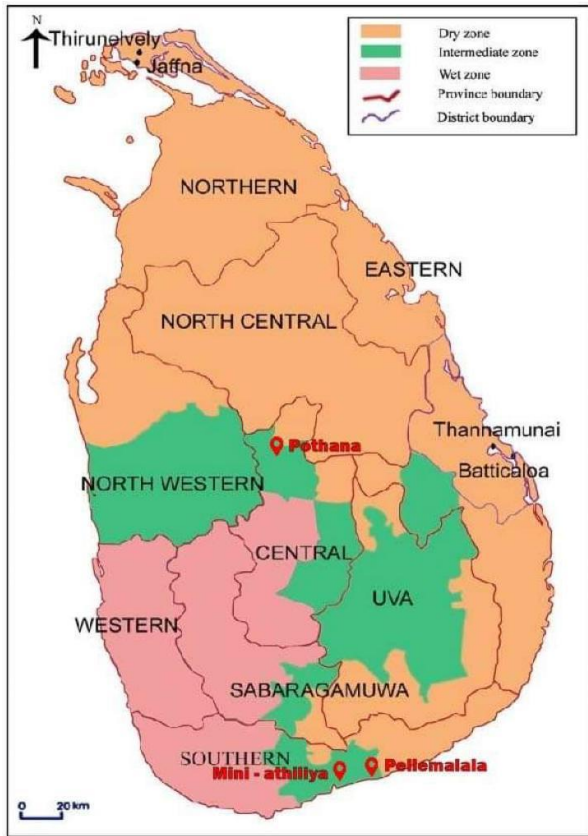 N
Thirunelvely
Jaffna
Dry zone
Intermediate zone
Wet zone
Province boundary
District boundary
NORTHERN
EASTERN
NORTH CENTRAL
Thannamunai
Pothana
Batticaloa
NORTH WESTERN
CENTRAL
UVA
WESTERN
SABARAGAMUWA
SOUTHERN
Pellemalala
Mini - athiliya
0 20 km